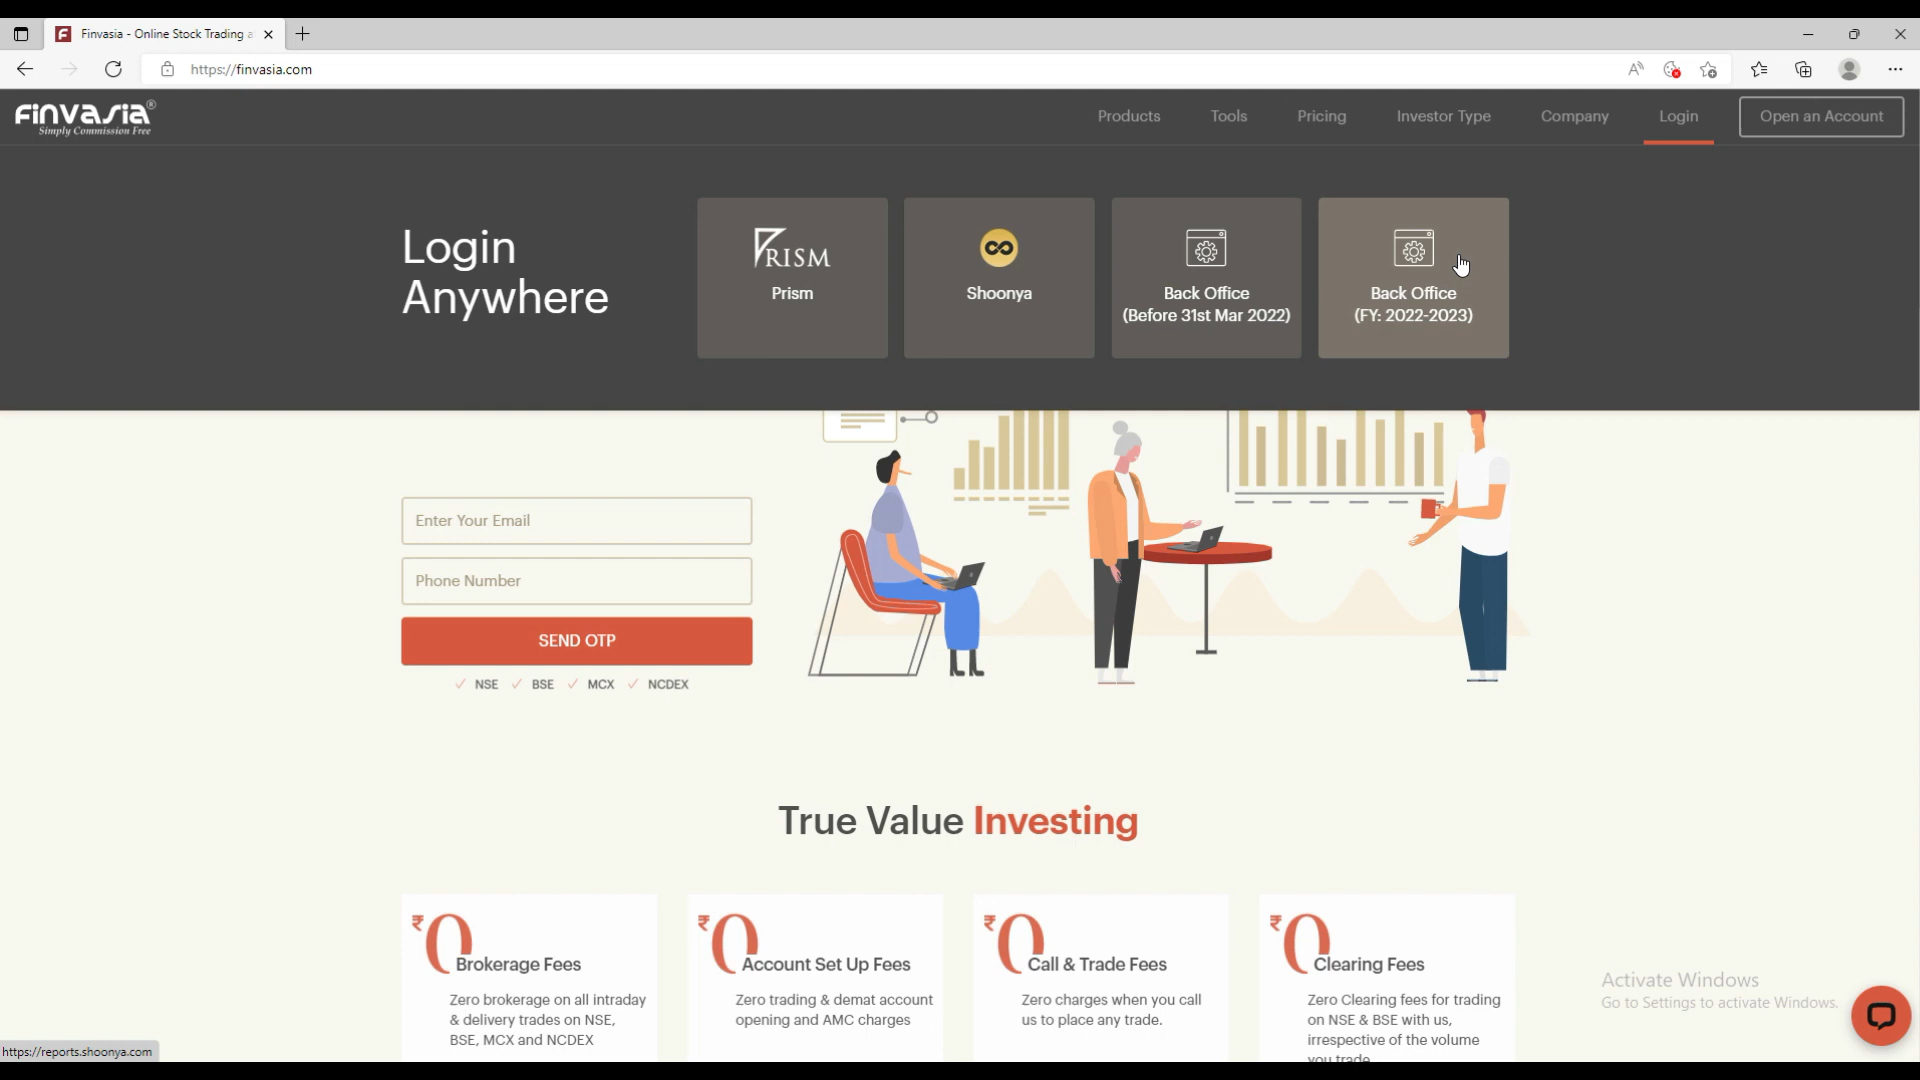 Finvasia - Online Stock Trading a
https://finvasia.com
FINVASIA®
Simply Commission Free
Products
Tools
Pricing
Investor Type
Company
Login
Open an Account
Login
Anywhere
PRISM
Prism
Shoonya
Back Office
(Before 31st Mar 2022)
Back Office
(FY: 2022-2023)
Enter Your Email
Phone Number
SEND OTP
NSE
BSE
MCX
NCDEX
True Value Investing
₹0
Brokerage Fees
Zero brokerage on all intraday
& delivery trades on NSE,
BSE, MCX and NCDEX
₹0
Account Set Up Fees
Zero trading & demat account
opening and AMC charges
₹0
Call & Trade Fees
Zero charges when you call
us to place any trade.
₹0
Clearing Fees
Zero Clearing fees for trading
on NSE & BSE with us,
irrespective of the volume
you trade
Activate Windows
Go to Settings to activate Windows.
https://reports.shoonya.com